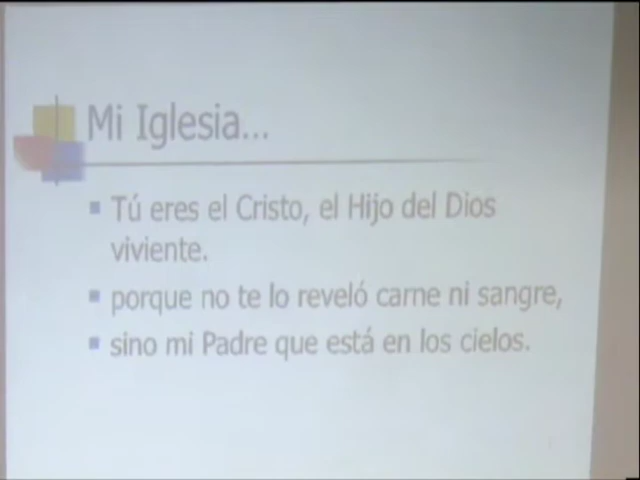 Mi Iglesia...
Tú eres el Cristo, el Hijo del Dios
viviente.
porque no te lo reveló carne ni sangre,
sino mi Padre que está en los cielos.